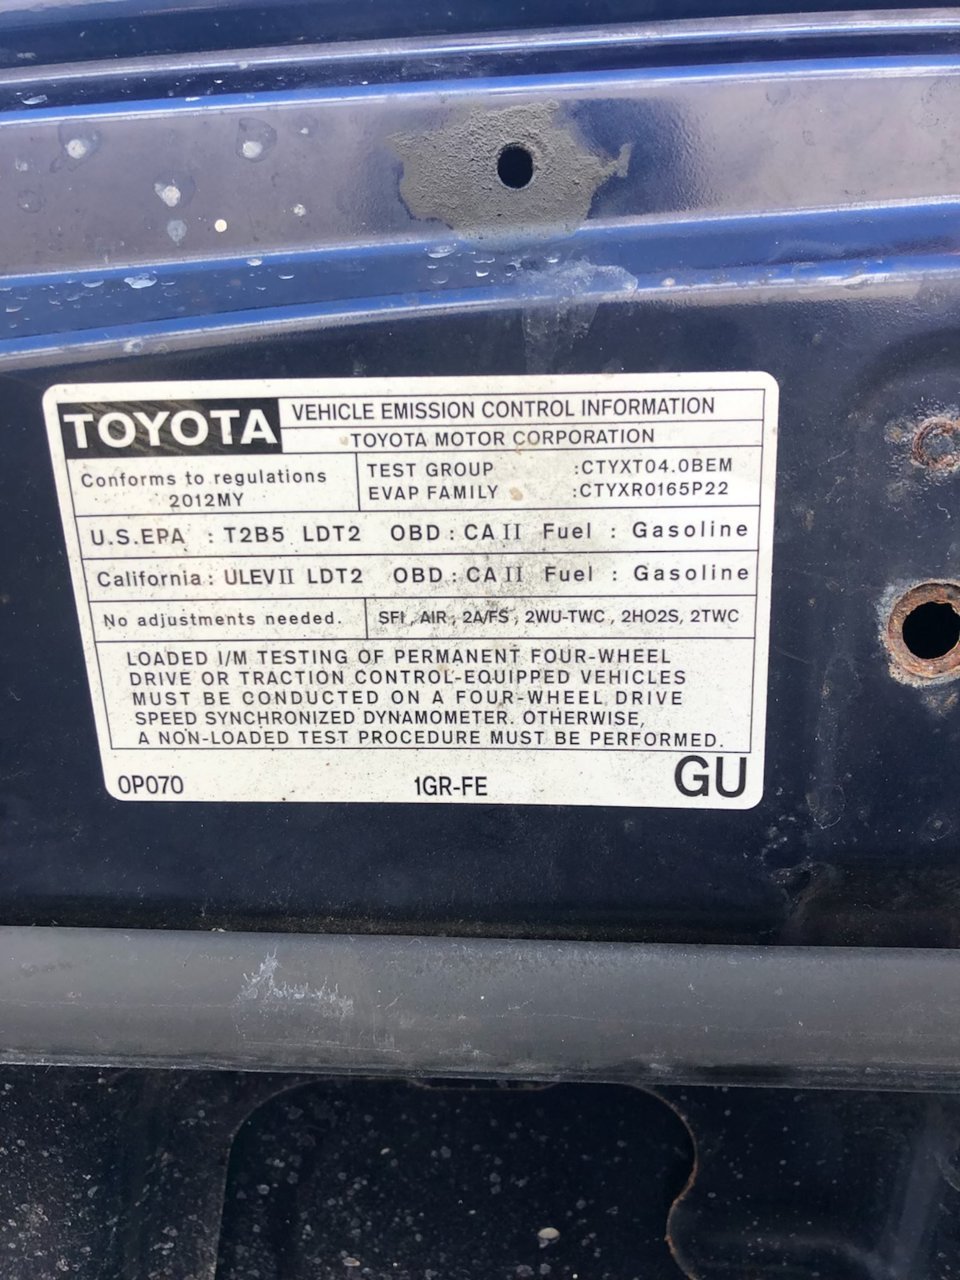 TOYOTA
VEHICLE EMISSION CONTROL INFORMATION
TOYOTA MOTOR CORPORATION
Conforms to regulations
2012MY
TEST GROUP :CTYXT04.0BEM
EVAP FAMILY :CTYXR0165P22
U.S.EPA : T2B5 LDT2 OBD : CA II Fuel : Gasoline
California : ULEVII LDT2 OBD : CA II Fuel : Gasoline
No adjustments needed.
SFI , AIR , 2A/FS , 2WU-TWC , 2HO2S, 2TWC
LOADED I/M TESTING OF PERMANENT FOUR-WHEEL
DRIVE OR TRACTION CONTROL-EQUIPPED VEHICLES
MUST BE CONDUCTED ON A FOUR-WHEEL DRIVE
SPEED SYNCHRONIZED DYNAMOMETER. OTHERWISE,
A NON-LOADED TEST PROCEDURE MUST BE PERFORMED.
0P070 1GR-FE GU